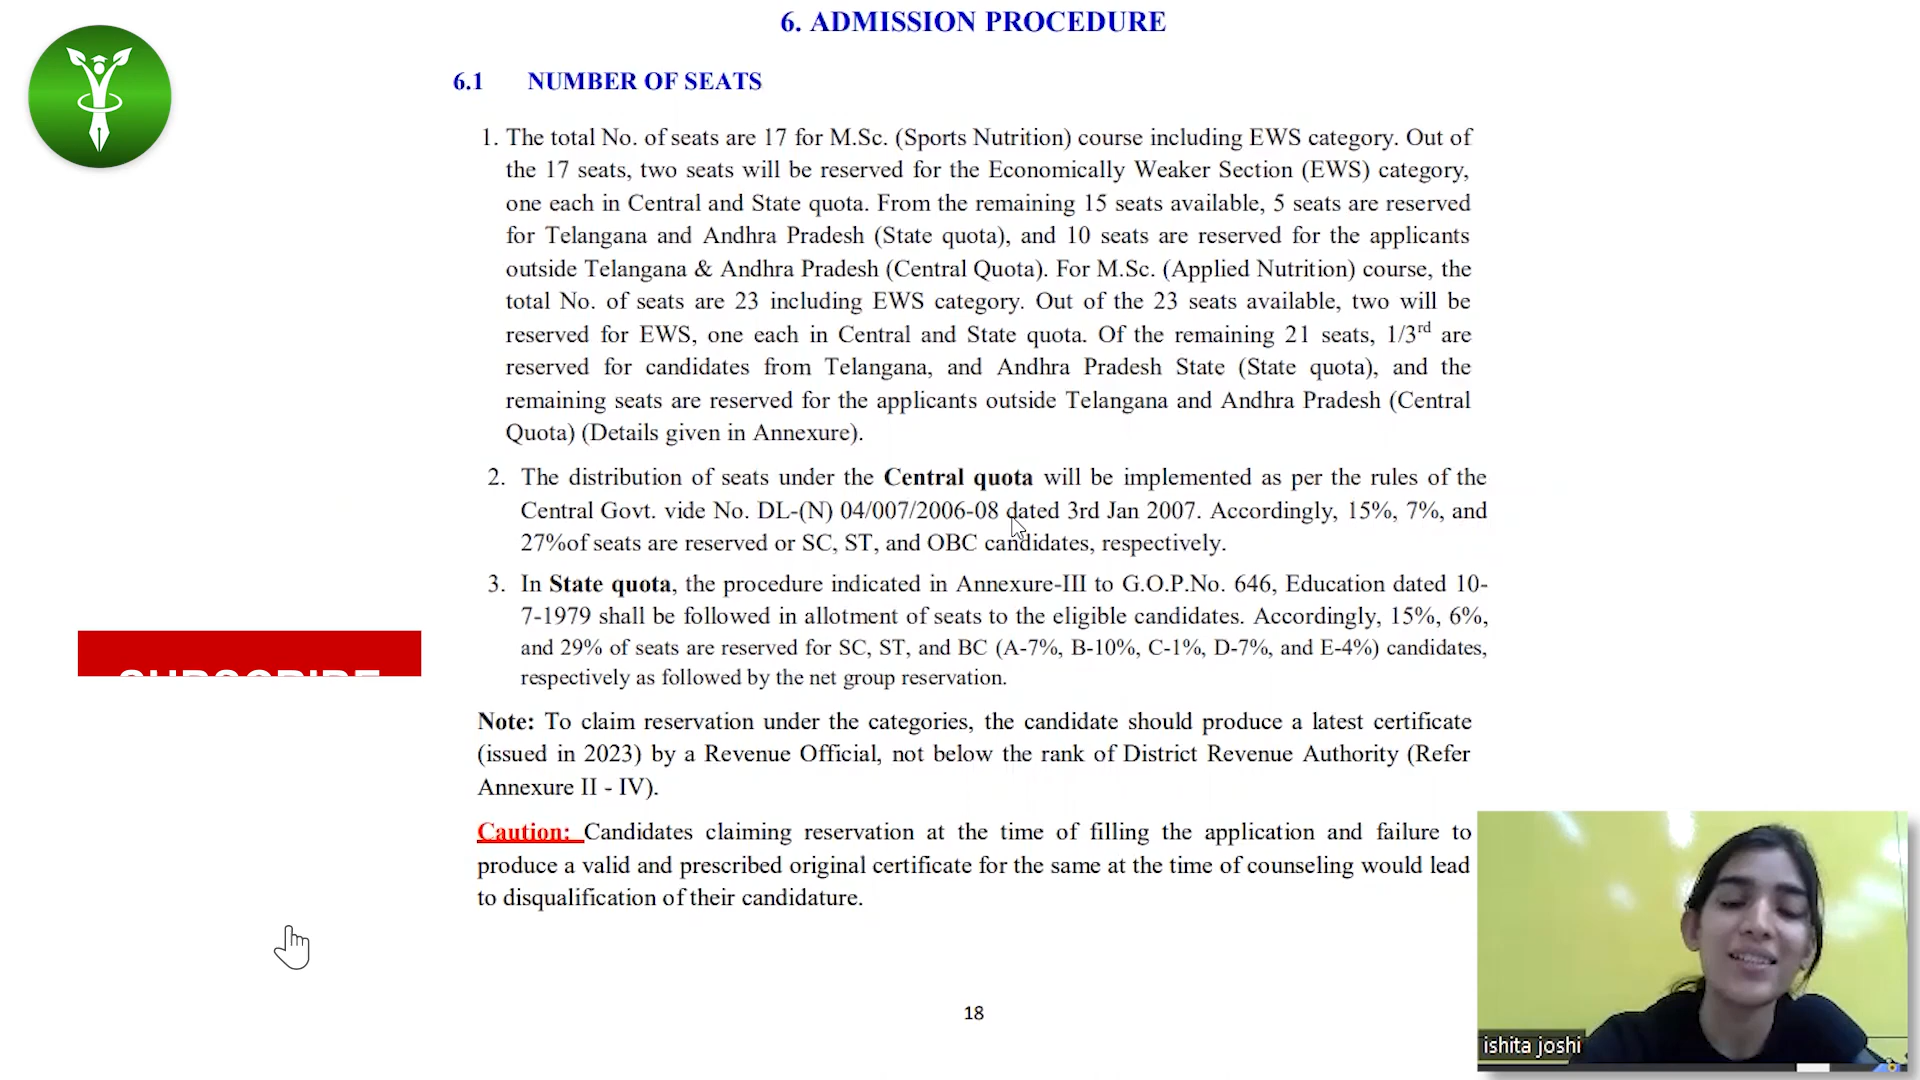 6. ADMISSION PROCEDURE
6.1 NUMBER OF SEATS
1. The total No. of seats are 17 for M.Sc. (Sports Nutrition) course including EWS category. Out of
the 17 seats, two seats will be reserved for the Economically Weaker Section (EWS) category,
one each in Central and State quota. From the remaining 15 seats available, 5 seats are reserved
for Telangana and Andhra Pradesh (State quota), and 10 seats are reserved for the applicants
outside Telangana & Andhra Pradesh (Central Quota). For M.Sc. (Applied Nutrition) course, the
total No. of seats are 23 including EWS category. Out of the 23 seats available, two will be
reserved for EWS, one each in Central and State quota. Of the remaining 21 seats, 1/3rd are
reserved for candidates from Telangana, and Andhra Pradesh State (State quota), and the
remaining seats are reserved for the applicants outside Telangana and Andhra Pradesh (Central
Quota) (Details given in Annexure).
2. The distribution of seats under the Central quota will be implemented as per the rules of the
Central Govt. vide No. DL-(N) 04/007/2006-08 dated 3rd Jan 2007. Accordingly, 15%, 7%, and
27%of seats are reserved or SC, ST, and OBC candidates, respectively.
3. In State quota, the procedure indicated in Annexure-III to G.O.P.No. 646, Education dated 10-
7-1979 shall be followed in allotment of seats to the eligible candidates. Accordingly, 15%, 6%,
and 29% of seats are reserved for SC, ST, and BC (A-7%, B-10%, C-1%, D-7%, and E-4%) candidates,
respectively as followed by the net group reservation.
Note: To claim reservation under the categories, the candidate should produce a latest certificate
(issued in 2023) by a Revenue Official, not below the rank of District Revenue Authority (Refer
Annexure II - IV).
Caution: Candidates claiming reservation at the time of filling the application and failure to
produce a valid and prescribed original certificate for the same at the time of counseling would lead
to disqualification of their candidature.
18
SUBSCRIBE
ishita joshi